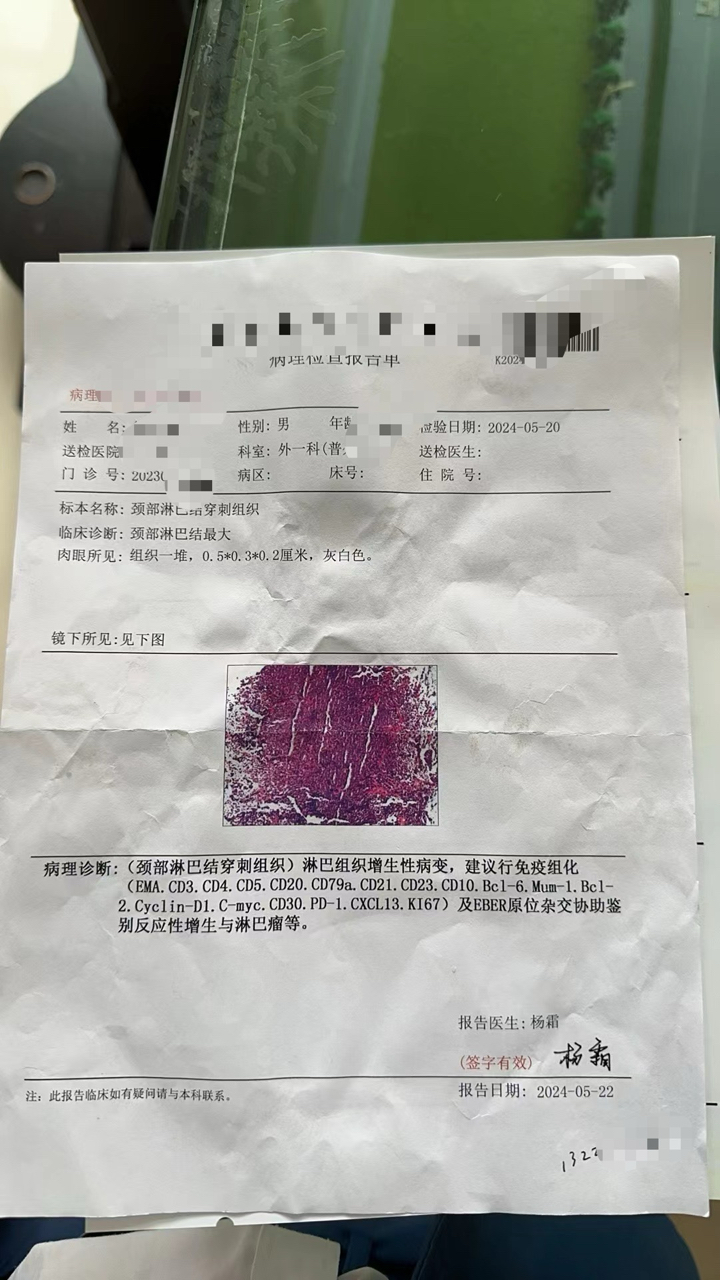 病理检查报告单
K202
病理
姓 名: 性别: 男 年龄 检验日期: 2024-05-20
送检医院 科室: 外一科(普 送检医生:
门 诊 号: 2023 病区: 床号: 住 院 号:
标本名称: 颈部淋巴结穿刺组织
临床诊断: 颈部淋巴结最大
肉眼所见: 组织一堆, 0.5*0.3*0.2厘米, 灰白色。
镜下所见: 见下图
病理诊断: (颈部淋巴结穿刺组织) 淋巴组织增生性病变, 建议行免疫组化
(EMA.CD3.CD4.CD5.CD20.CD79a.CD21.CD23.CD10.Bcl-6.Mum-1.Bcl-
2.Cyclin-D1.C-myc.CD30.PD-1.CXCL13.KI67) 及EBER原位杂交协助鉴
别反应性增生与淋巴瘤等。
报告医生: 杨霜
(签字有效) 杨霜
报告日期: 2024-05-22
注: 此报告临床如有疑问请与本科联系。
132